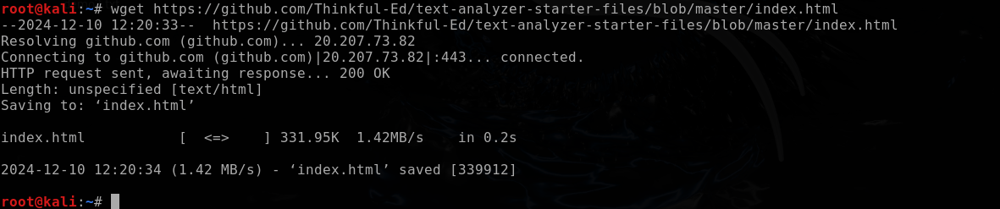 root@kali:~# wget https://github.com/Thinkful-Ed/text-analyzer-starter-files/blob/master/index.html
--2024-12-10 12:20:33--  https://github.com/Thinkful-Ed/text-analyzer-starter-files/blob/master/index.html
Resolving github.com (github.com)... 20.207.73.82
Connecting to github.com (github.com)|20.207.73.82|:443... connected.
HTTP request sent, awaiting response... 200 OK
Length: unspecified [text/html]
Saving to: ‘index.html’
index.html           [  <=>    ] 331.95K  1.42MB/s    in 0.2s
2024-12-10 12:20:34 (1.42 MB/s) - ‘index.html’ saved [339912]
root@kali:~#